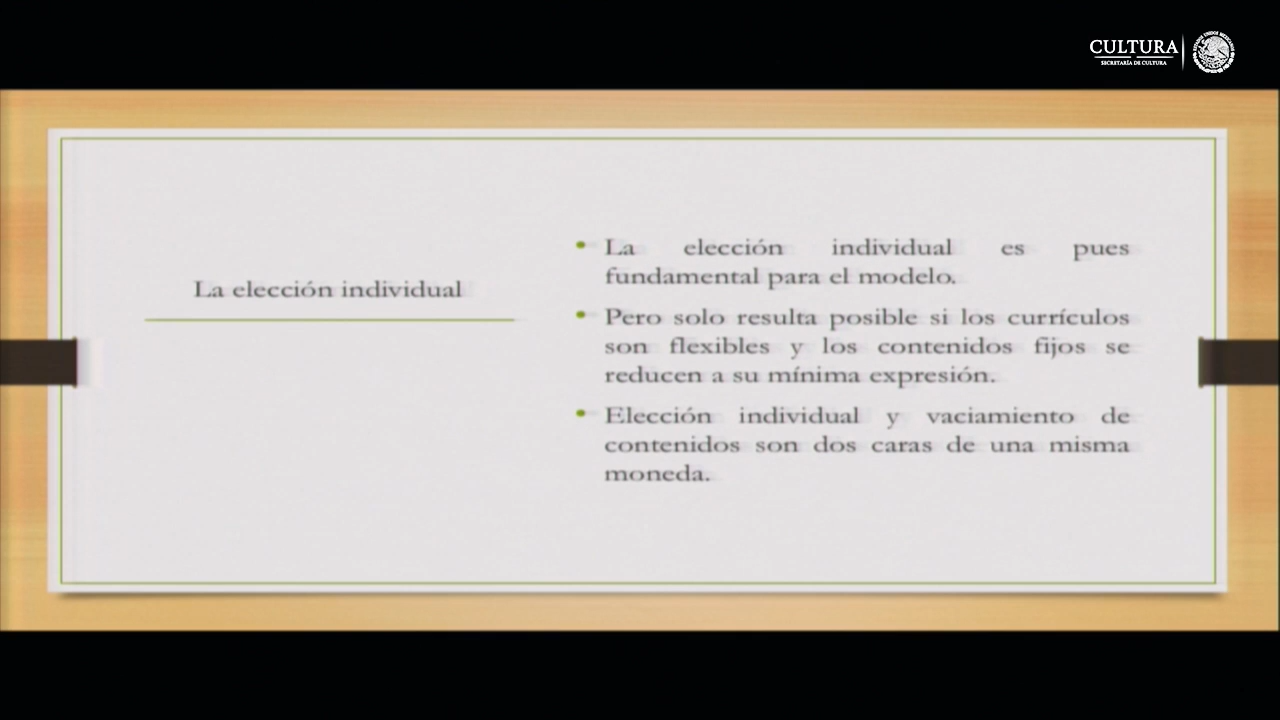 CULTURA
SECRETARÍA DE CULTURA
La elección individual
La elección individual es pues
fundamental para el modelo.
Pero solo resulta posible si los currículos
son flexibles y los contenidos fijos se
reducen a su mínima expresión.
Elección individual y vaciamiento de
contenidos son dos caras de una misma
moneda.